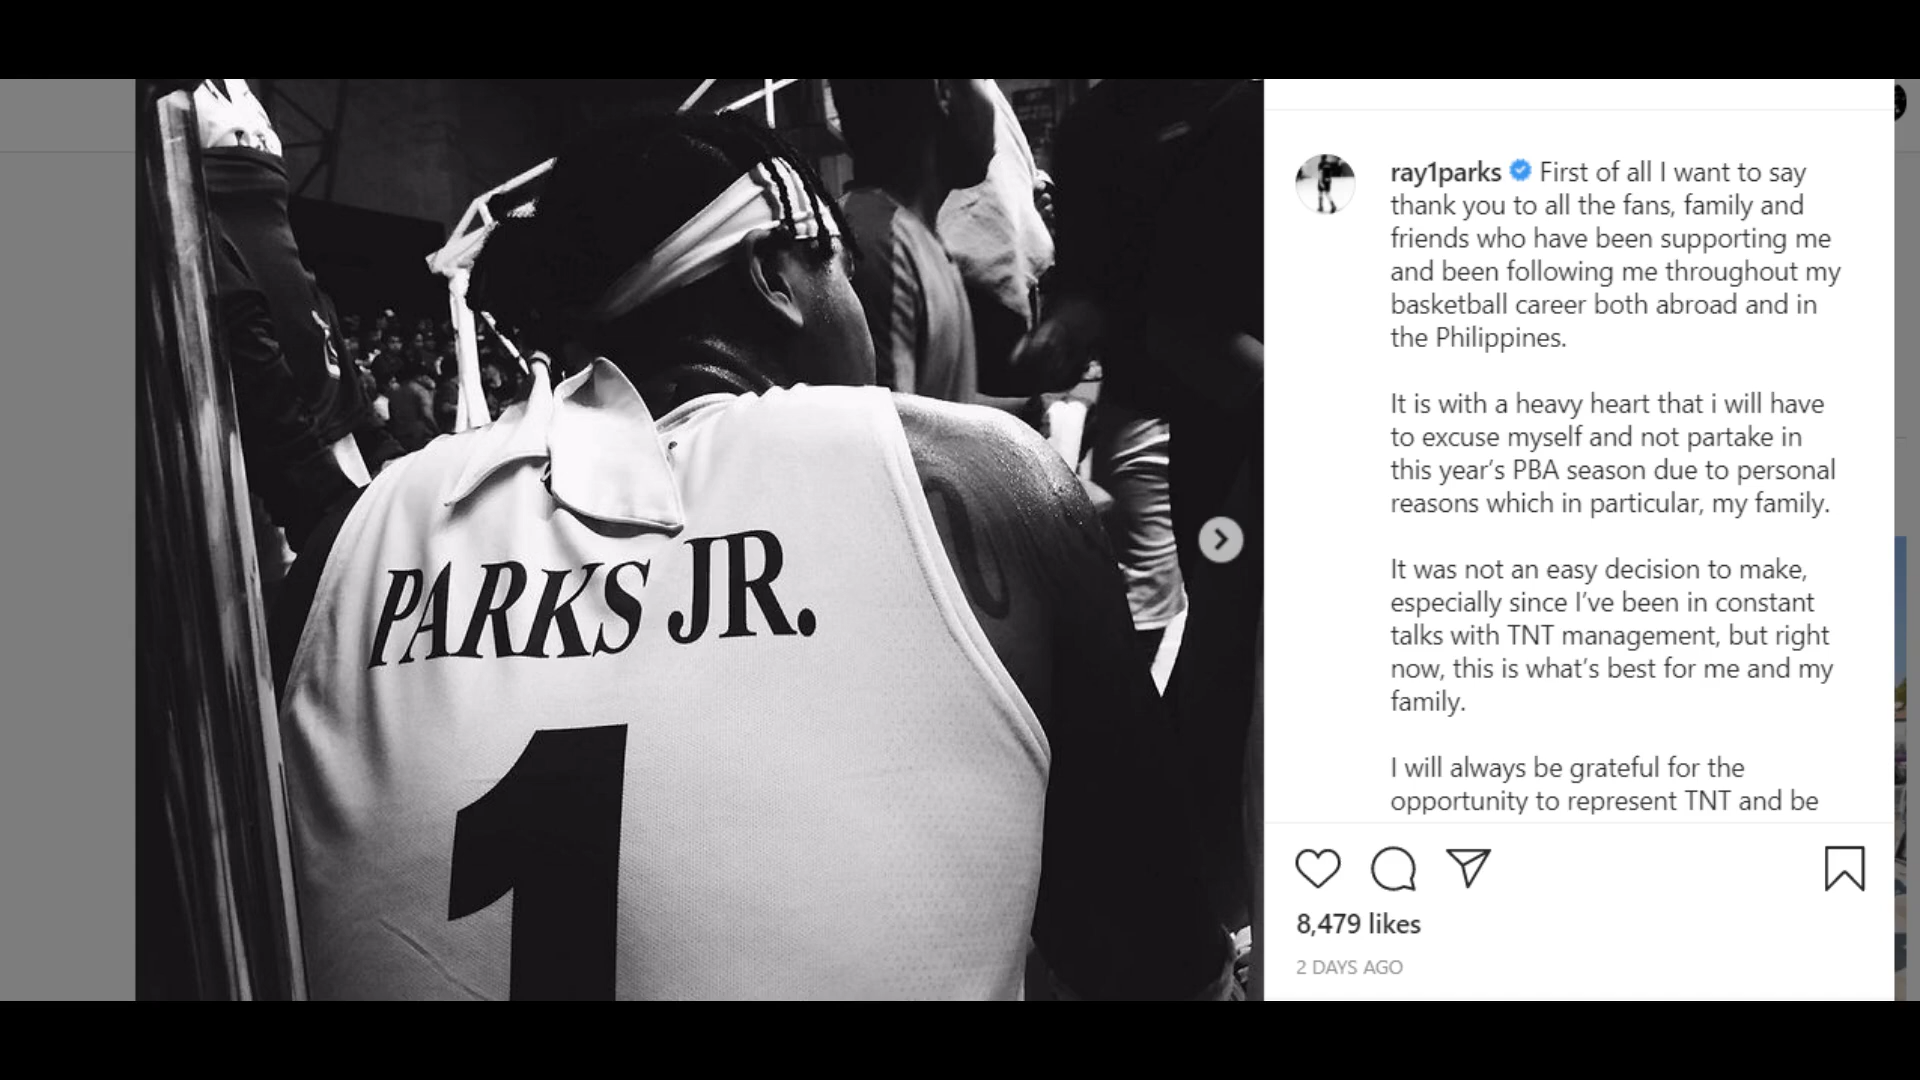 PARKS JR.
1
ray1parks First of all I want to say
thank you to all the fans, family and
friends who have been supporting me
and been following me throughout my
basketball career both abroad and in
the Philippines.
It is with a heavy heart that i will have
to excuse myself and not partake in
this year’s PBA season due to personal
reasons which in particular, my family.
It was not an easy decision to make,
especially since I’ve been in constant
talks with TNT management, but right
now, this is what’s best for me and my
family.
I will always be grateful for the
opportunity to represent TNT and be
8,479 likes
2 DAYS AGO